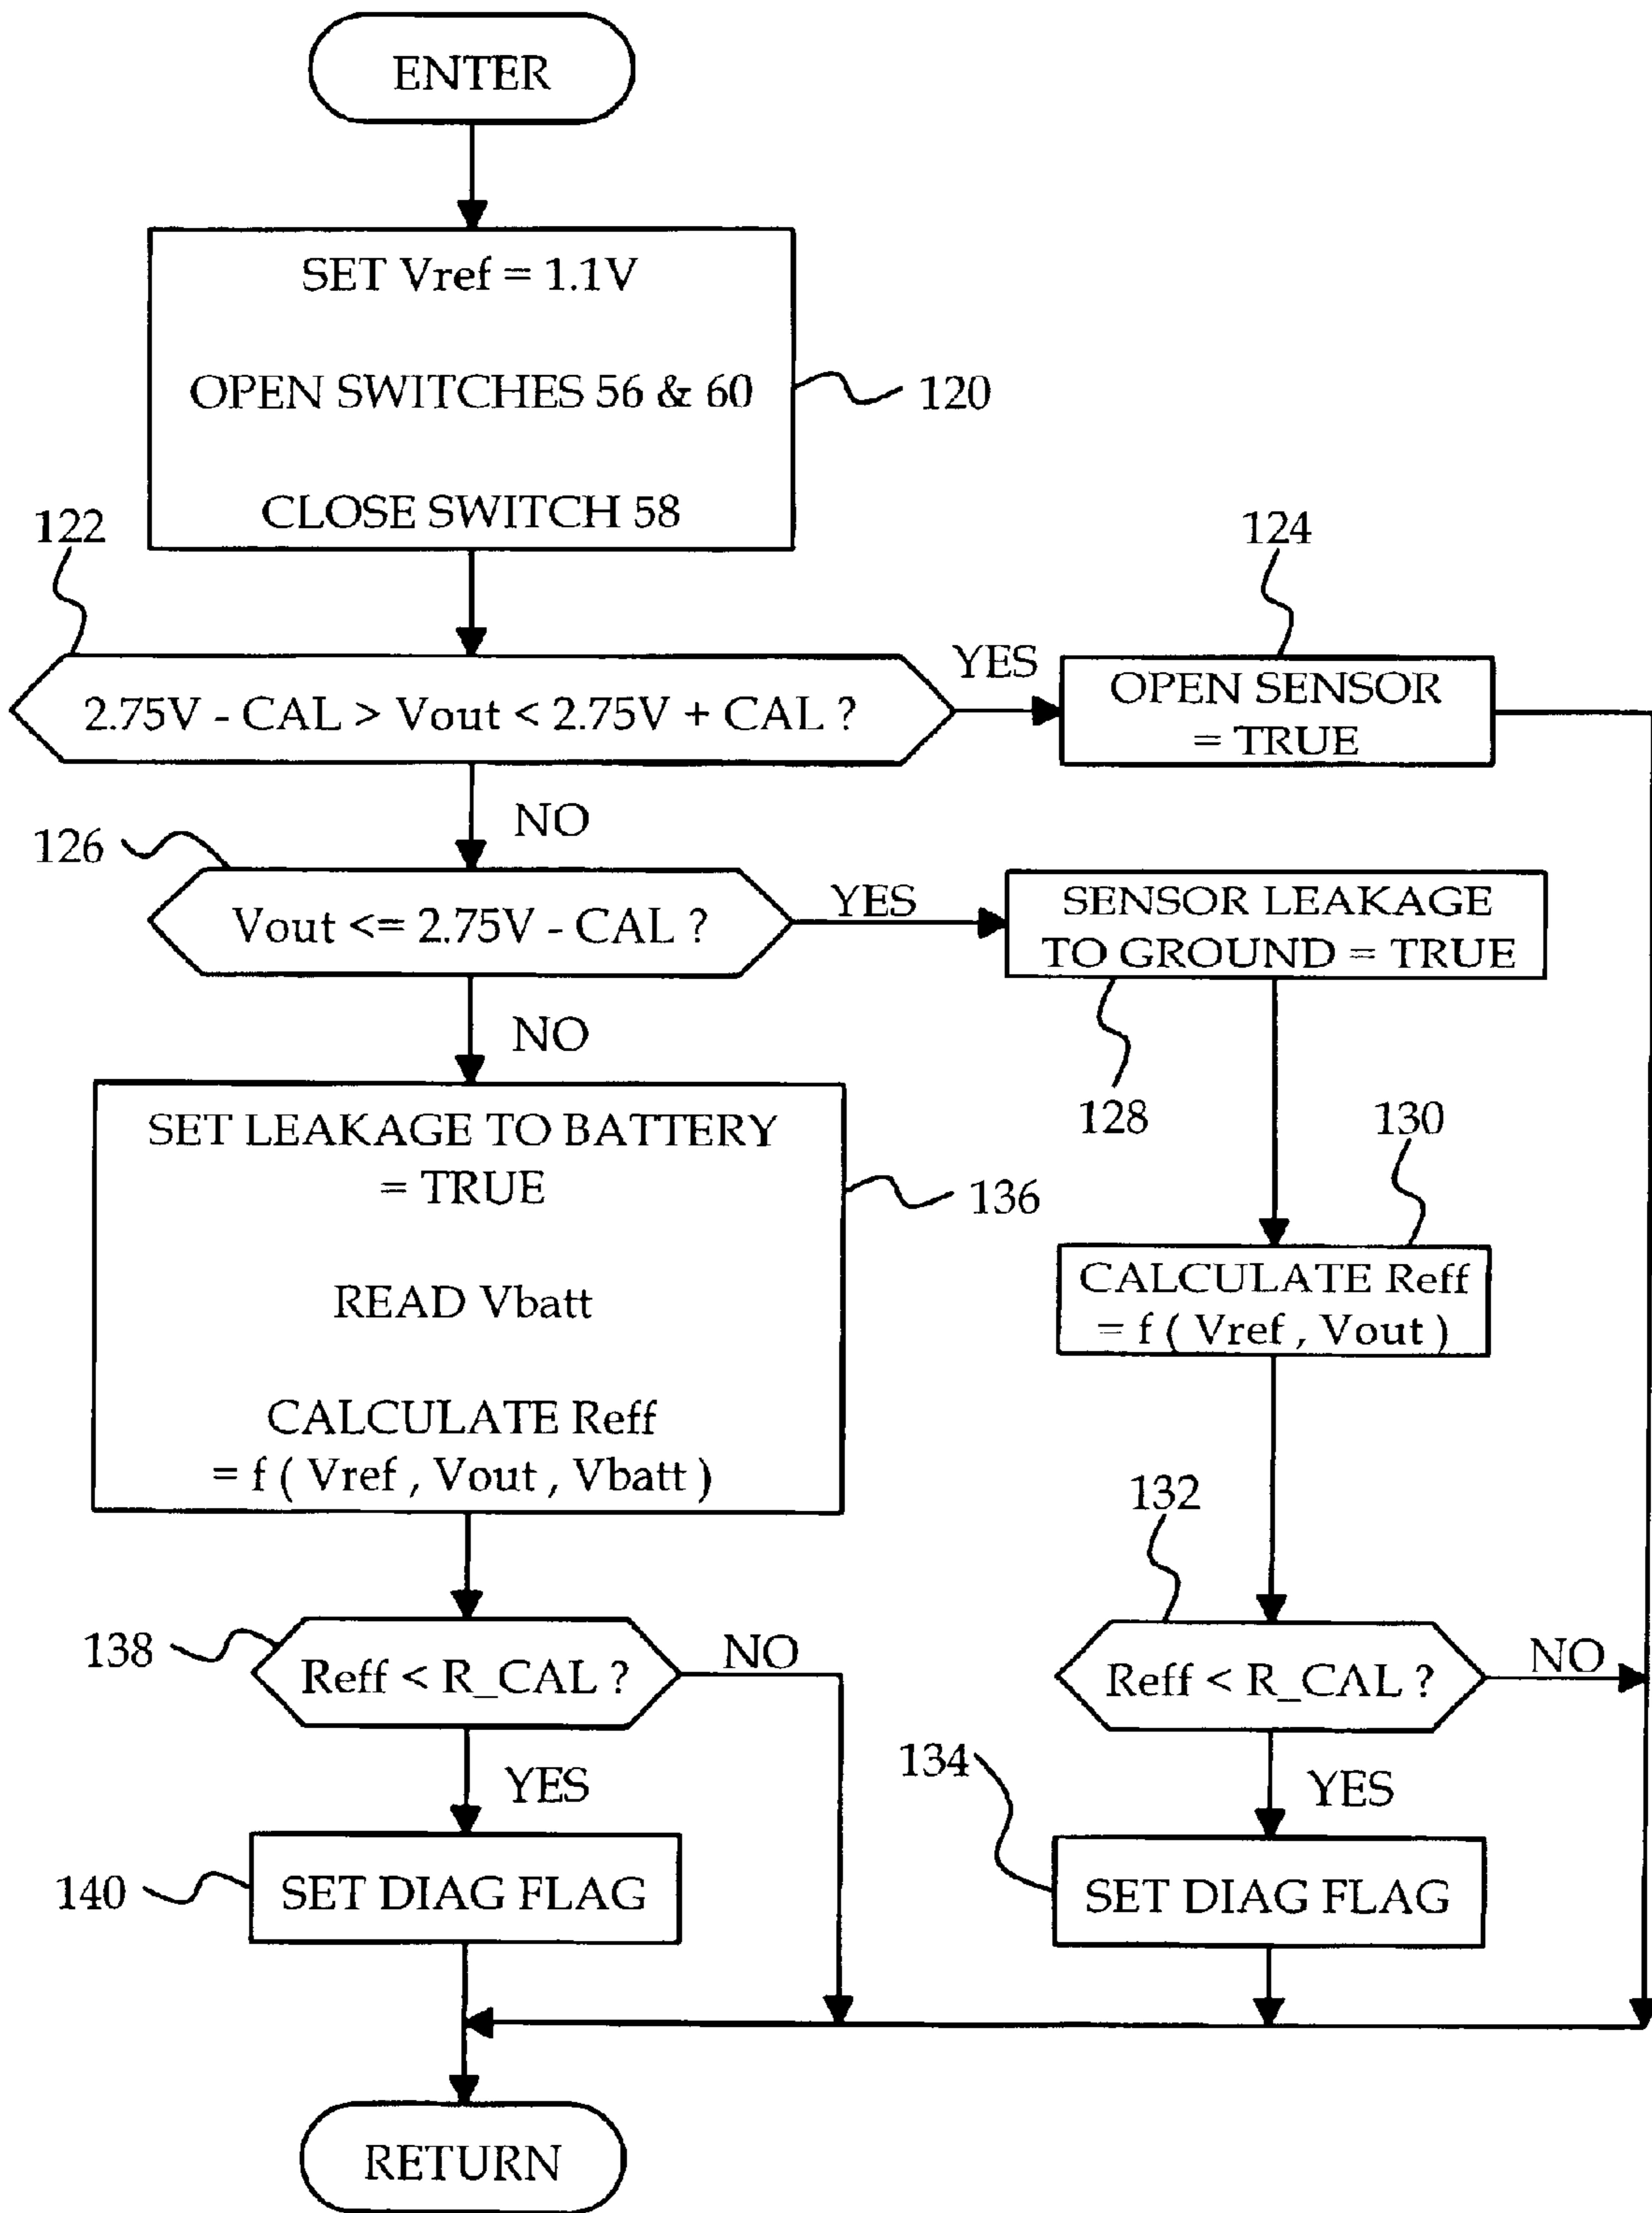 ENTER
SET Vref = 1.1V
OPEN SWITCHES 56 & 60
CLOSE SWITCH 58
120
122
2.75V - CAL > Vout < 2.75V + CAL ?
YES
124
OPEN SENSOR
= TRUE
NO
126
Vout <= 2.75V - CAL ?
YES
SENSOR LEAKAGE
TO GROUND = TRUE
128
NO
SET LEAKAGE TO BATTERY
= TRUE
READ Vbatt
CALCULATE Reff
= f ( Vref , Vout , Vbatt )
136
130
CALCULATE Reff
= f ( Vref , Vout )
132
Reff < R_CAL ?
NO
YES
134
SET DIAG FLAG
138
Reff < R_CAL ?
NO
YES
140
SET DIAG FLAG
RETURN